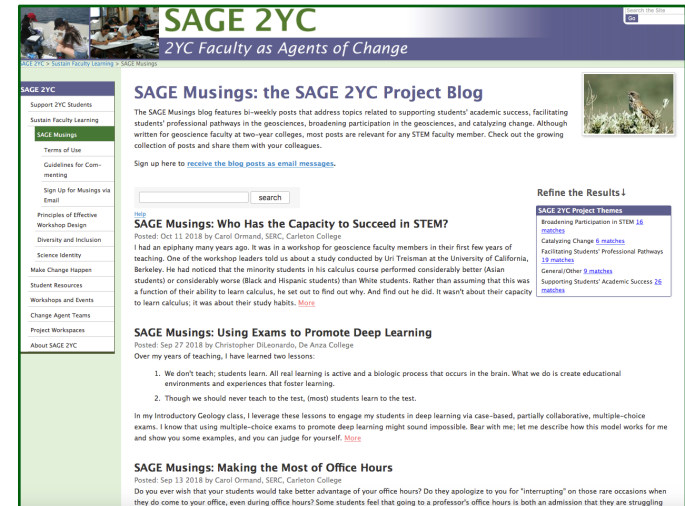 SAGE 2YC
2YC Faculty as Agents of Change
Search the Site
Go
SAGE 2YC > Sustain Faculty Learning > SAGE Musings
SAGE 2YC
Support 2YC Students
Sustain Faculty Learning
SAGE Musings
Terms of Use
Guidelines for Com-
menting
Sign Up for Musings via
Email
Principles of Effective
Workshop Design
Diversity and Inclusion
Science Identity
Make Change Happen
Student Resources
Workshops and Events
Change Agent Teams
Project Workspaces
About SAGE 2YC
SAGE Musings: the SAGE 2YC Project Blog
The SAGE Musings blog features bi-weekly posts that address topics related to supporting students' academic success, facilitating
students' professional pathways in the geosciences, broadening participation in the geosciences, and catalyzing change. Although
written for geoscience faculty at two-year colleges, most posts are relevant for any STEM faculty member. Check out the growing
collection of posts and share them with your colleagues.
Sign up here to receive the blog posts as email messages.
search
Help
Refine the Results↓
SAGE 2YC Project Themes
Broadening Participation in STEM 16
matches
Catalyzing Change 6 matches
Facilitating Students' Professional Pathways
19 matches
General/Other 9 matches
Supporting Students' Academic Success 26
matches
SAGE Musings: Who Has the Capacity to Succeed in STEM?
Posted: Oct 11 2018 by Carol Ormand, SERC, Carleton College
I had an epiphany many years ago. It was in a workshop for geoscience faculty members in their first few years of
teaching. One of the workshop leaders told us about a study conducted by Uri Treisman at the University of California,
Berkeley. He had noticed that the minority students in his calculus course performed considerably better (Asian
students) or considerably worse (Black and Hispanic students) than White students. Rather than assuming that this was
a function of their ability to learn calculus, he set out to find out why. And find out he did. It wasn't about their capacity
to learn calculus; it was about their study habits. More
SAGE Musings: Using Exams to Promote Deep Learning
Posted: Sep 27 2018 by Christopher DiLeonardo, De Anza College
Over my years of teaching, I have learned two lessons:
1. We don't teach; students learn. All real learning is active and a biologic process that occurs in the brain. What we do is create educational
environments and experiences that foster learning.
2. Though we should never teach to the test, (most) students learn to the test.
In my Introductory Geology class, I leverage these lessons to engage my students in deep learning via case-based, partially collaborative, multiple-choice
exams. I know that using multiple-choice exams to promote deep learning might sound impossible. Bear with me; let me describe how this model works for me
and show you some examples, and you can judge for yourself. More
SAGE Musings: Making the Most of Office Hours
Posted: Sep 13 2018 by Carol Ormand, SERC, Carleton College
Do you ever wish that your students would take better advantage of your office hours? Do they apologize to you for "interrupting" on those rare occasions when
they do come to your office, even during office hours? Some students feel that going to a professor's office hours is both an admission that they are struggling